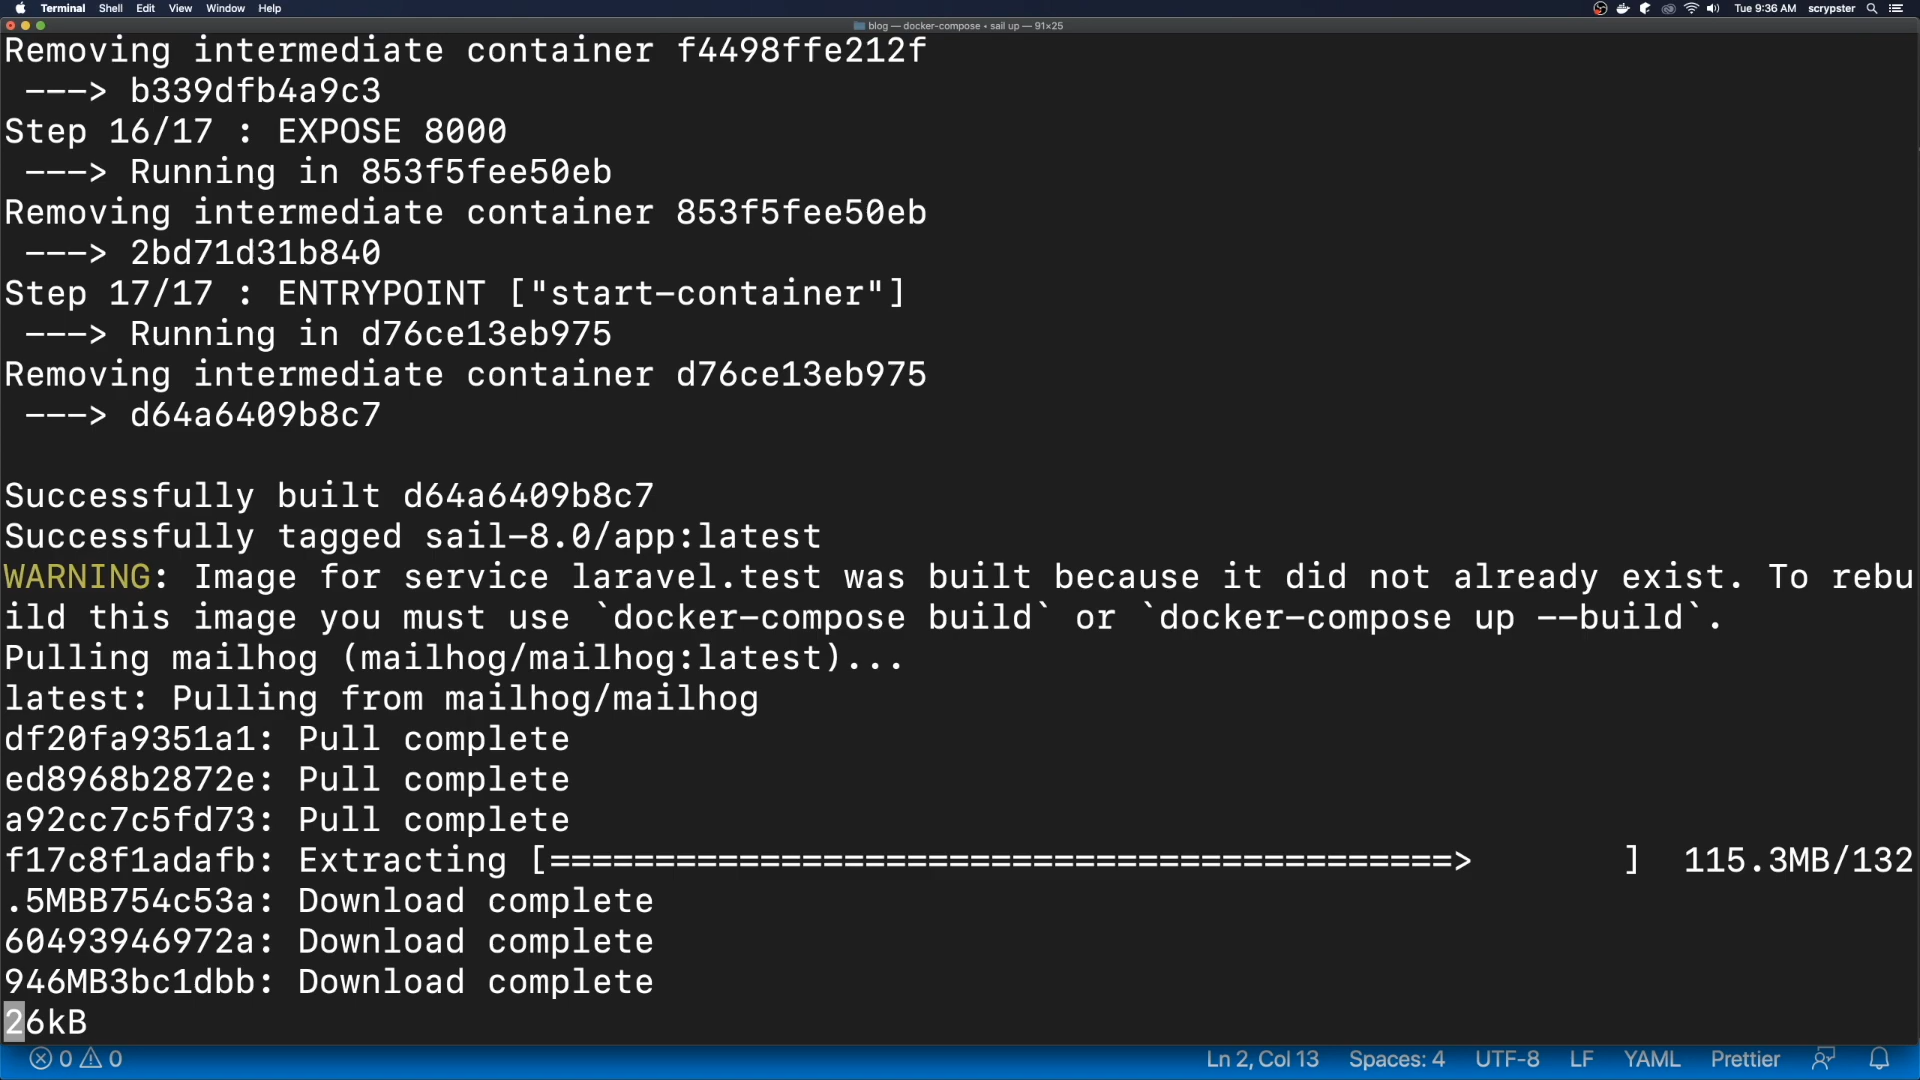 Terminal Shell Edit View Window Help Tue 9:36 AM scrypster
blog — docker-compose • sail up — 91×25
Removing intermediate container f4498ffe212f
---> b339dfb4a9c3
Step 16/17 : EXPOSE 8000
---> Running in 853f5fee50eb
Removing intermediate container 853f5fee50eb
---> 2bd71d31b840
Step 17/17 : ENTRYPOINT ["start-container"]
---> Running in d76ce13eb975
Removing intermediate container d76ce13eb975
---> d64a6409b8c7
Successfully built d64a6409b8c7
Successfully tagged sail-8.0/app:latest
WARNING: Image for service laravel.test was built because it did not already exist. To rebu
ild this image you must use `docker-compose build` or `docker-compose up --build`.
Pulling mailhog (mailhog/mailhog:latest)...
latest: Pulling from mailhog/mailhog
df20fa9351a1: Pull complete
ed8968b2872e: Pull complete
a92cc7c5fd73: Pull complete
f17c8f1adafb: Extracting [===========================================>       ]  115.3MB/132
.5MBB754c53a: Download complete
60493946972a: Download complete
946MB3bc1dbb: Download complete
26kB
0 0 Ln 2, Col 13 Spaces: 4 UTF-8 LF YAML Prettier